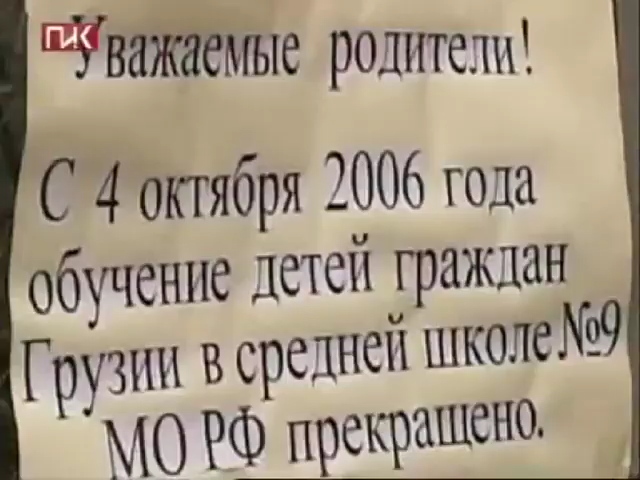 ПИК
Уважаемые родители!
С 4 октября 2006 года
обучение детей граждан
Грузии в средней школе №9
МО РФ прекращено.